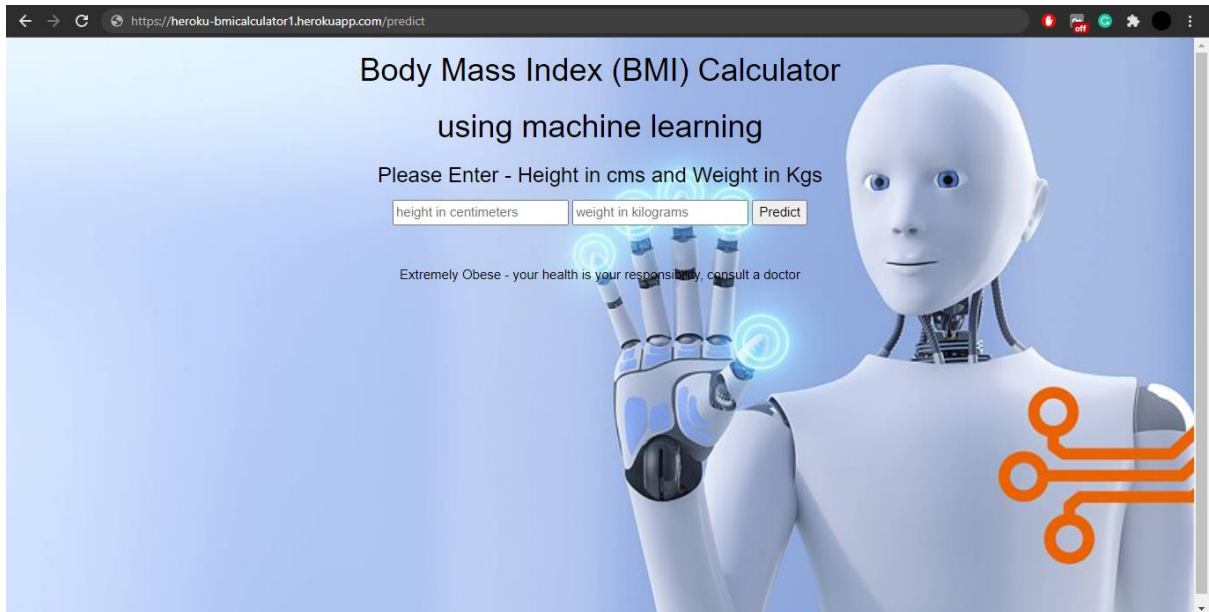 https://heroku-bmicalculator1.herokuapp.com/predict
off
Body Mass Index (BMI) Calculator
using machine learning
Please Enter - Height in cms and Weight in Kgs
height in centimeters weight in kilograms Predict
Extremely Obese - your health is your responsibility, consult a doctor